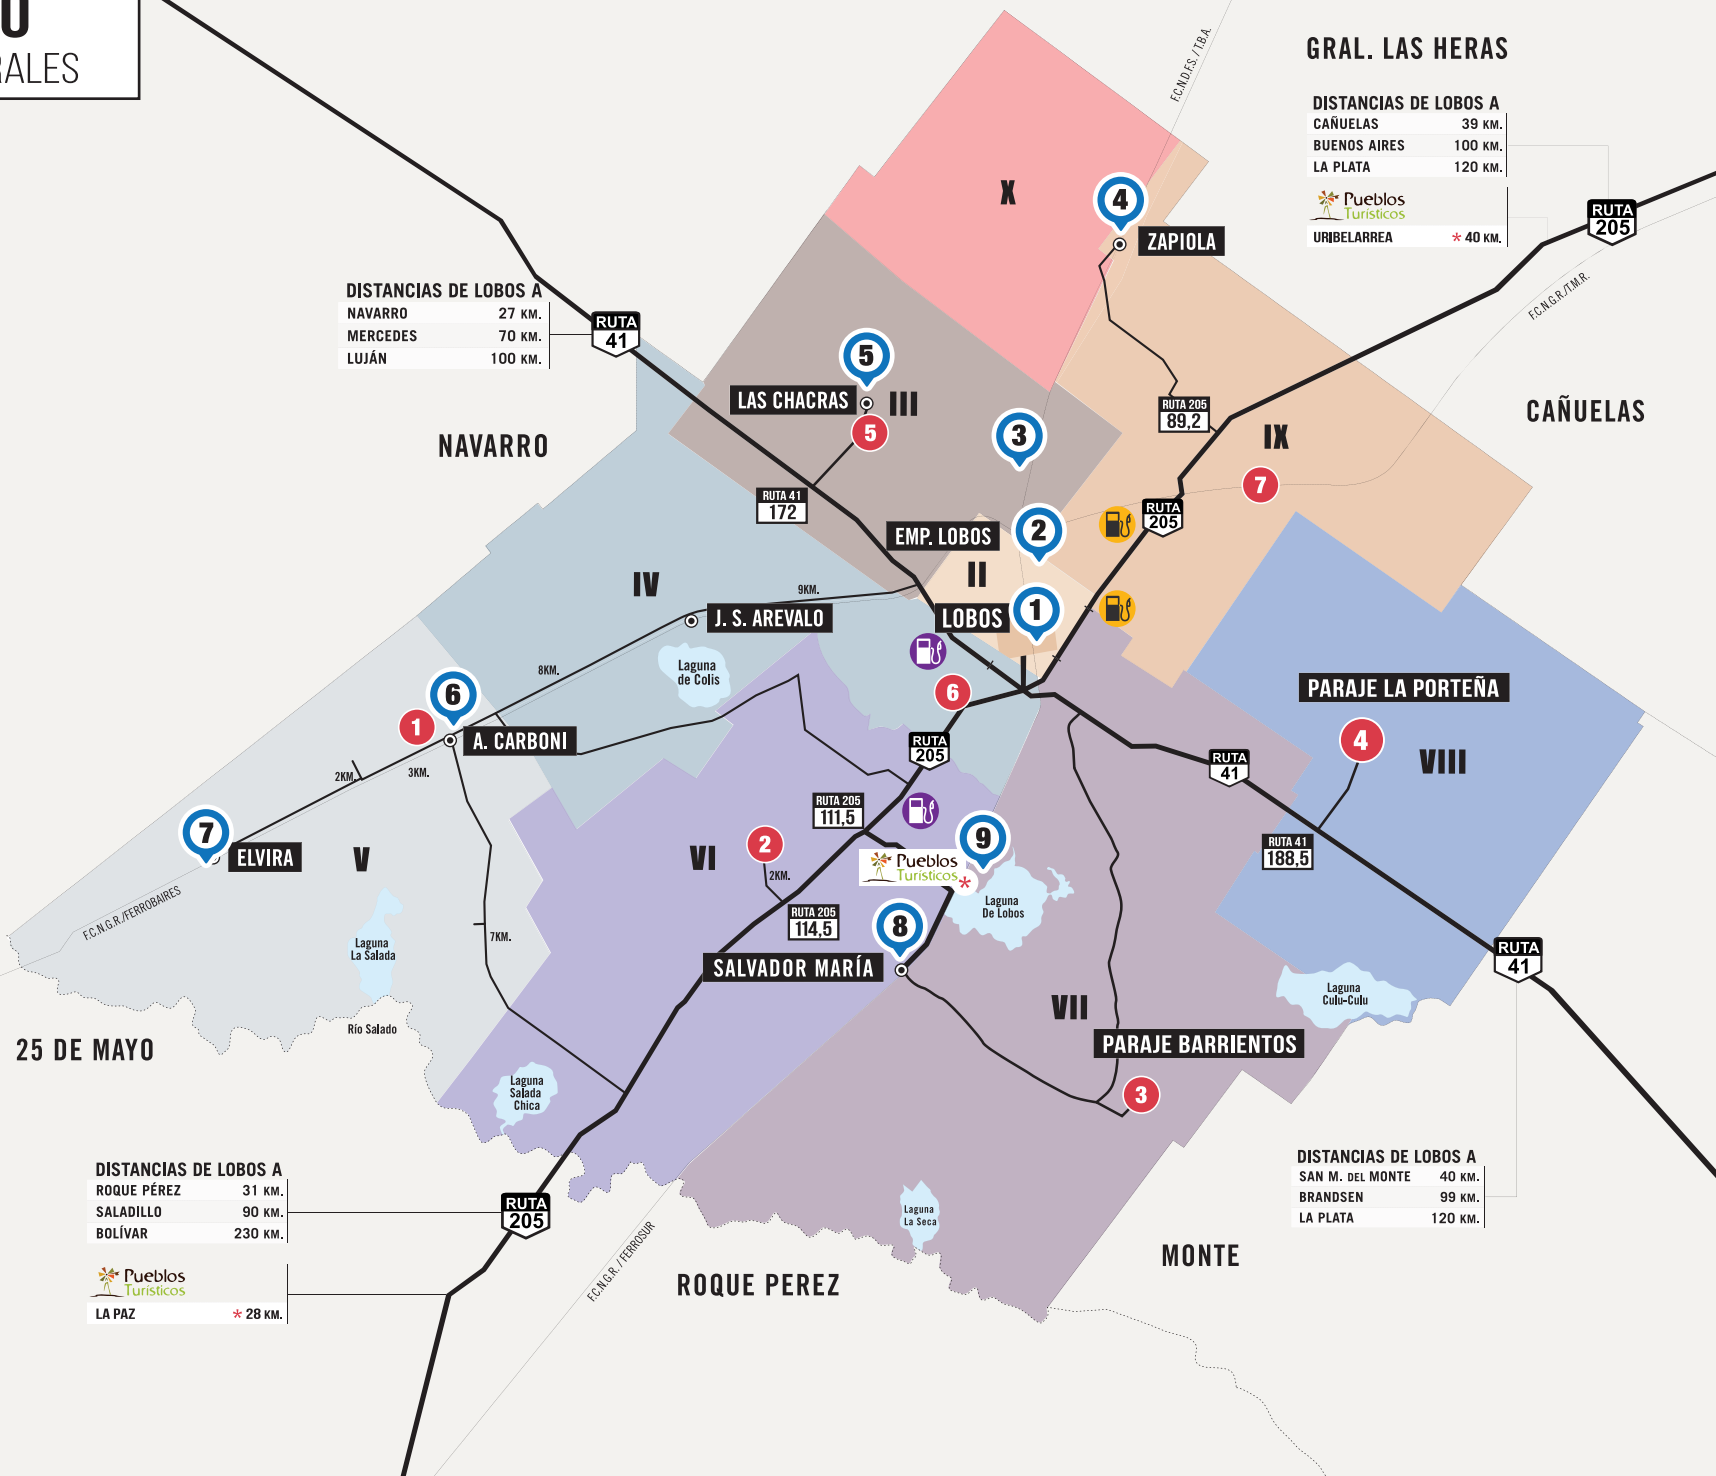 RALES
GRAL. LAS HERAS
DISTANCIAS DE LOBOS A
CAÑUELAS 39 KM.
BUENOS AIRES 100 KM.
LA PLATA 120 KM.
Pueblos
Turísticos
URIBELARREA * 40 KM.
RUTA
205
F.C.N.D.F.S. / T.B.A.
F.C.N.G.R./T.M.R.
X
4
ZAPIOLA
DISTANCIAS DE LOBOS A
NAVARRO 27 KM.
MERCEDES 70 KM.
LUJÁN 100 KM.
RUTA
41
5
LAS CHACRAS
III
5
3
RUTA 205
89,2
IX
CAÑUELAS
NAVARRO
7
RUTA 41
172
RUTA
205
EMP. LOBOS
2
II
IV
9KM.
J. S. AREVALO
LOBOS
1
8KM.
Laguna
de Colis
6
6
1
A. CARBONI
PARAJE LA PORTEÑA
4
VIII
RUTA
205
RUTA
41
2KM.
3KM.
RUTA 205
111,5
7
ELVIRA
V
VI
2
9
Pueblos
Turísticos
*
2KM.
RUTA 41
188,5
Laguna
De Lobos
F.C.N.G.R./FERROBAIRES
RUTA 205
114,5
8
7KM.
Laguna
La Salada
SALVADOR MARÍA
RUTA
41
Laguna
Culu-Culu
VII
Río Salado
25 DE MAYO
PARAJE BARRIENTOS
3
Laguna
Salada
Chica
DISTANCIAS DE LOBOS A
ROQUE PÉREZ 31 KM.
SALADILLO 90 KM.
BOLÍVAR 230 KM.
Pueblos
Turísticos
LA PAZ * 28 KM.
RUTA
205
F.C.N.G.R. / FERROSUR
Laguna
La Seca
ROQUE PEREZ
MONTE
DISTANCIAS DE LOBOS A
SAN M. DEL MONTE 40 KM.
BRANDSEN 99 KM.
LA PLATA 120 KM.